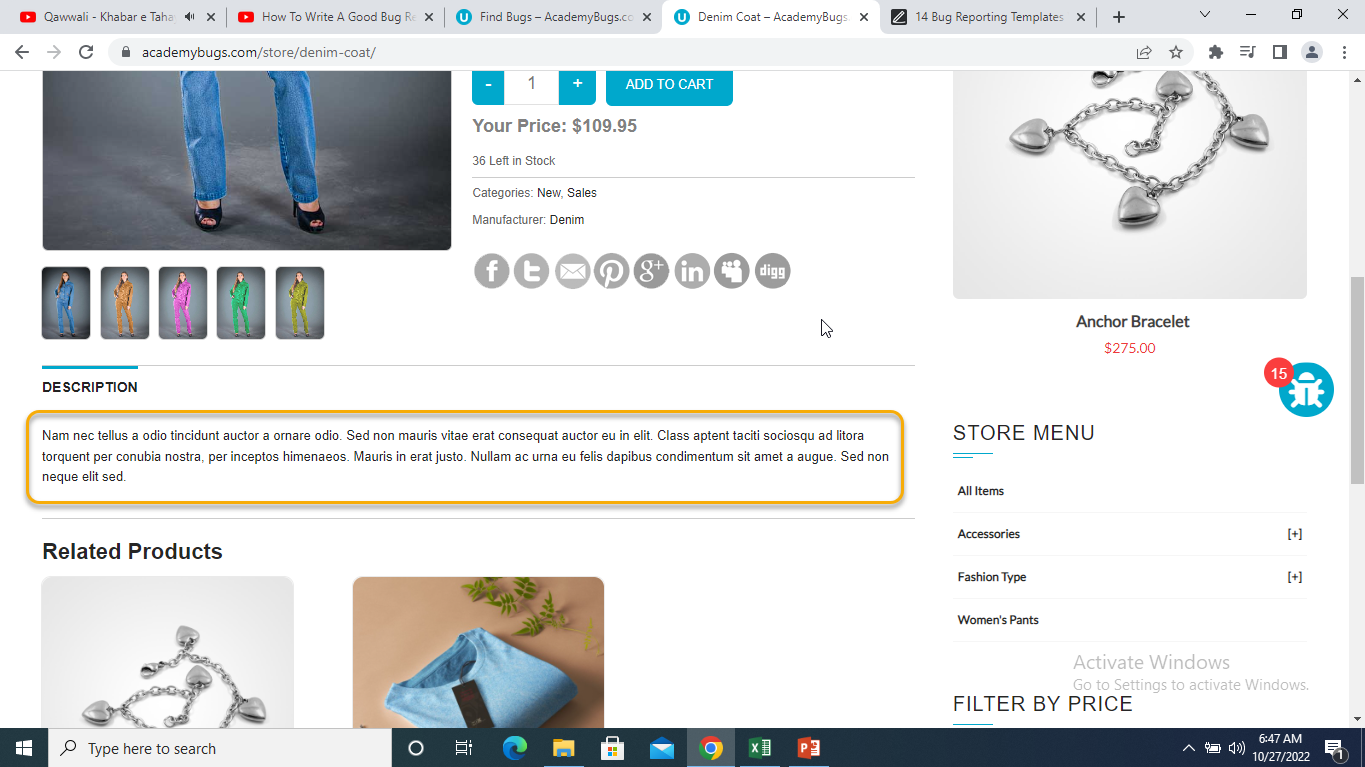 Qawwali - Khabar e Taha
How To Write A Good Bug Re
Find Bugs – AcademyBugs.co
Denim Coat – AcademyBugs.
14 Bug Reporting Templates
academybugs.com/store/denim-coat/
- 1 + ADD TO CART
Your Price: $109.95
36 Left in Stock
Categories: New, Sales
Manufacturer: Denim
digg
DESCRIPTION
Nam nec tellus a odio tincidunt auctor a ornare odio. Sed non mauris vitae erat consequat auctor eu in elit. Class aptent taciti sociosqu ad litora
torquent per conubia nostra, per inceptos himenaeos. Mauris in erat justo. Nullam ac urna eu felis dapibus condimentum sit amet a augue. Sed non
neque elit sed.
Related Products
Anchor Bracelet
$275.00
15
STORE MENU
All Items
Accessories [+]
Fashion Type [+]
Women's Pants
Activate Windows
Go to Settings to activate Windows.
FILTER BY PRICE
Type here to search
6:47 AM
10/27/2022
1